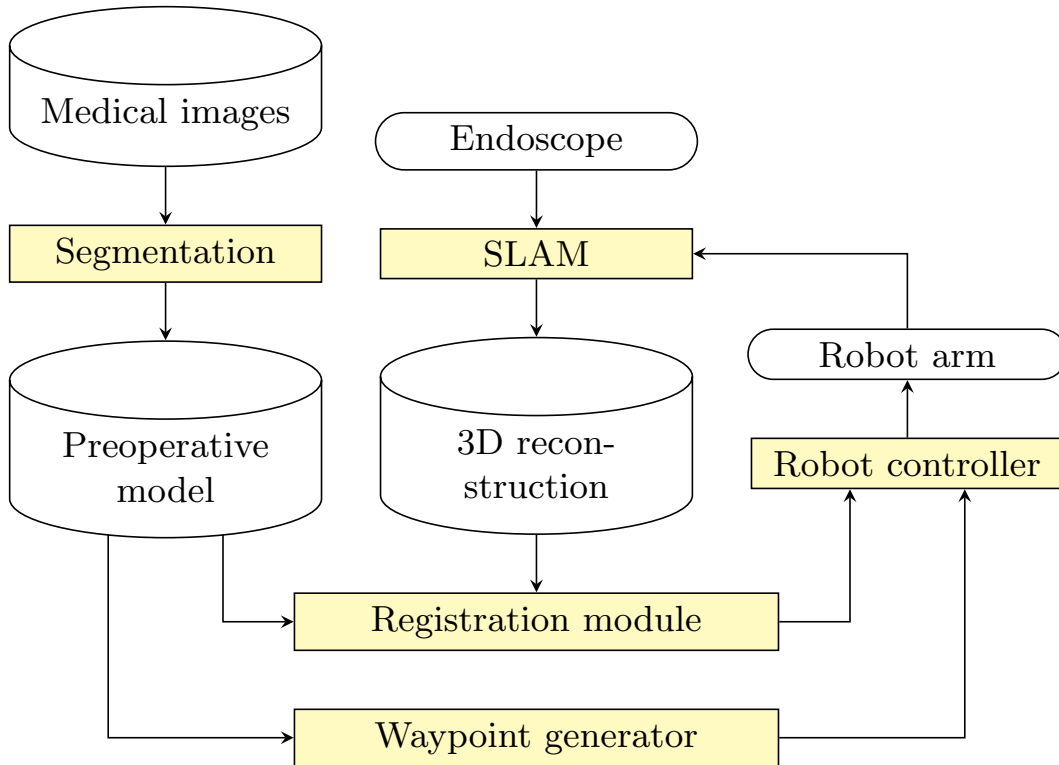 Medical images
Endoscope
Segmentation
SLAM
Robot arm
Preoperative
model
3D recon-
struction
Robot controller
Registration module
Waypoint generator